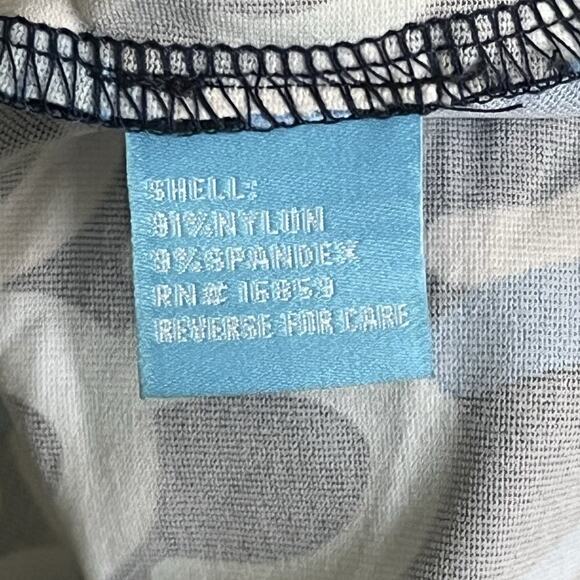 SHELL:
91%NYLON
9%SPANDEX
RN# 16859
REVERSE FOR CARE